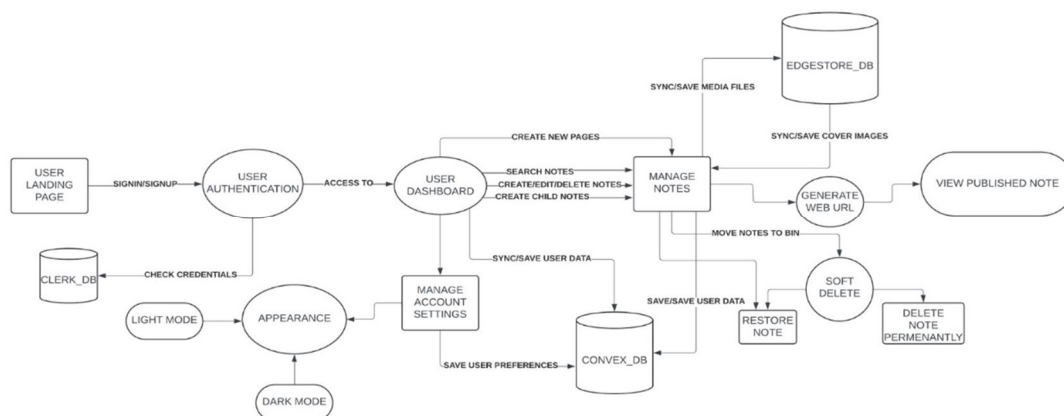 EDGESTORE_DB
SYNC/SAVE MEDIA FILES
SYNC/SAVE COVER IMAGES
CREATE NEW PAGES
USER
LANDING
PAGE
SIGNIN/SIGNUP
USER
AUTHENTICATION
ACCESS TO
USER
DASHBOARD
SEARCH NOTES
CREATE/EDIT/DELETE NOTES
CREATE CHILD NOTES
MANAGE
NOTES
GENERATE
WEB URL
VIEW PUBLISHED NOTE
MOVE NOTES TO BIN
CLERK_DB
CHECK CREDENTIALS
SYNC/SAVE USER DATA
MANAGE
ACCOUNT
SETTINGS
SOFT
DELETE
SAVE/SAVE USER DATA
LIGHT MODE
APPEARANCE
RESTORE
NOTE
DELETE
NOTE
PERMENANTLY
SAVE USER PREFERENCES
CONVEX_DB
DARK MODE